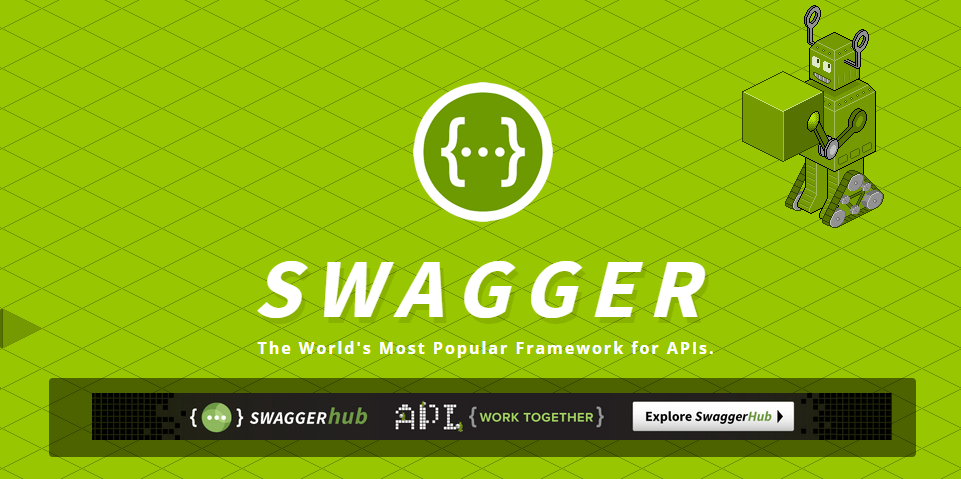 {...}
SWAGGER
The World's Most Popular Framework for APIs.
{...} SWAGGERhub API {WORK TOGETHER} Explore SwaggerHub